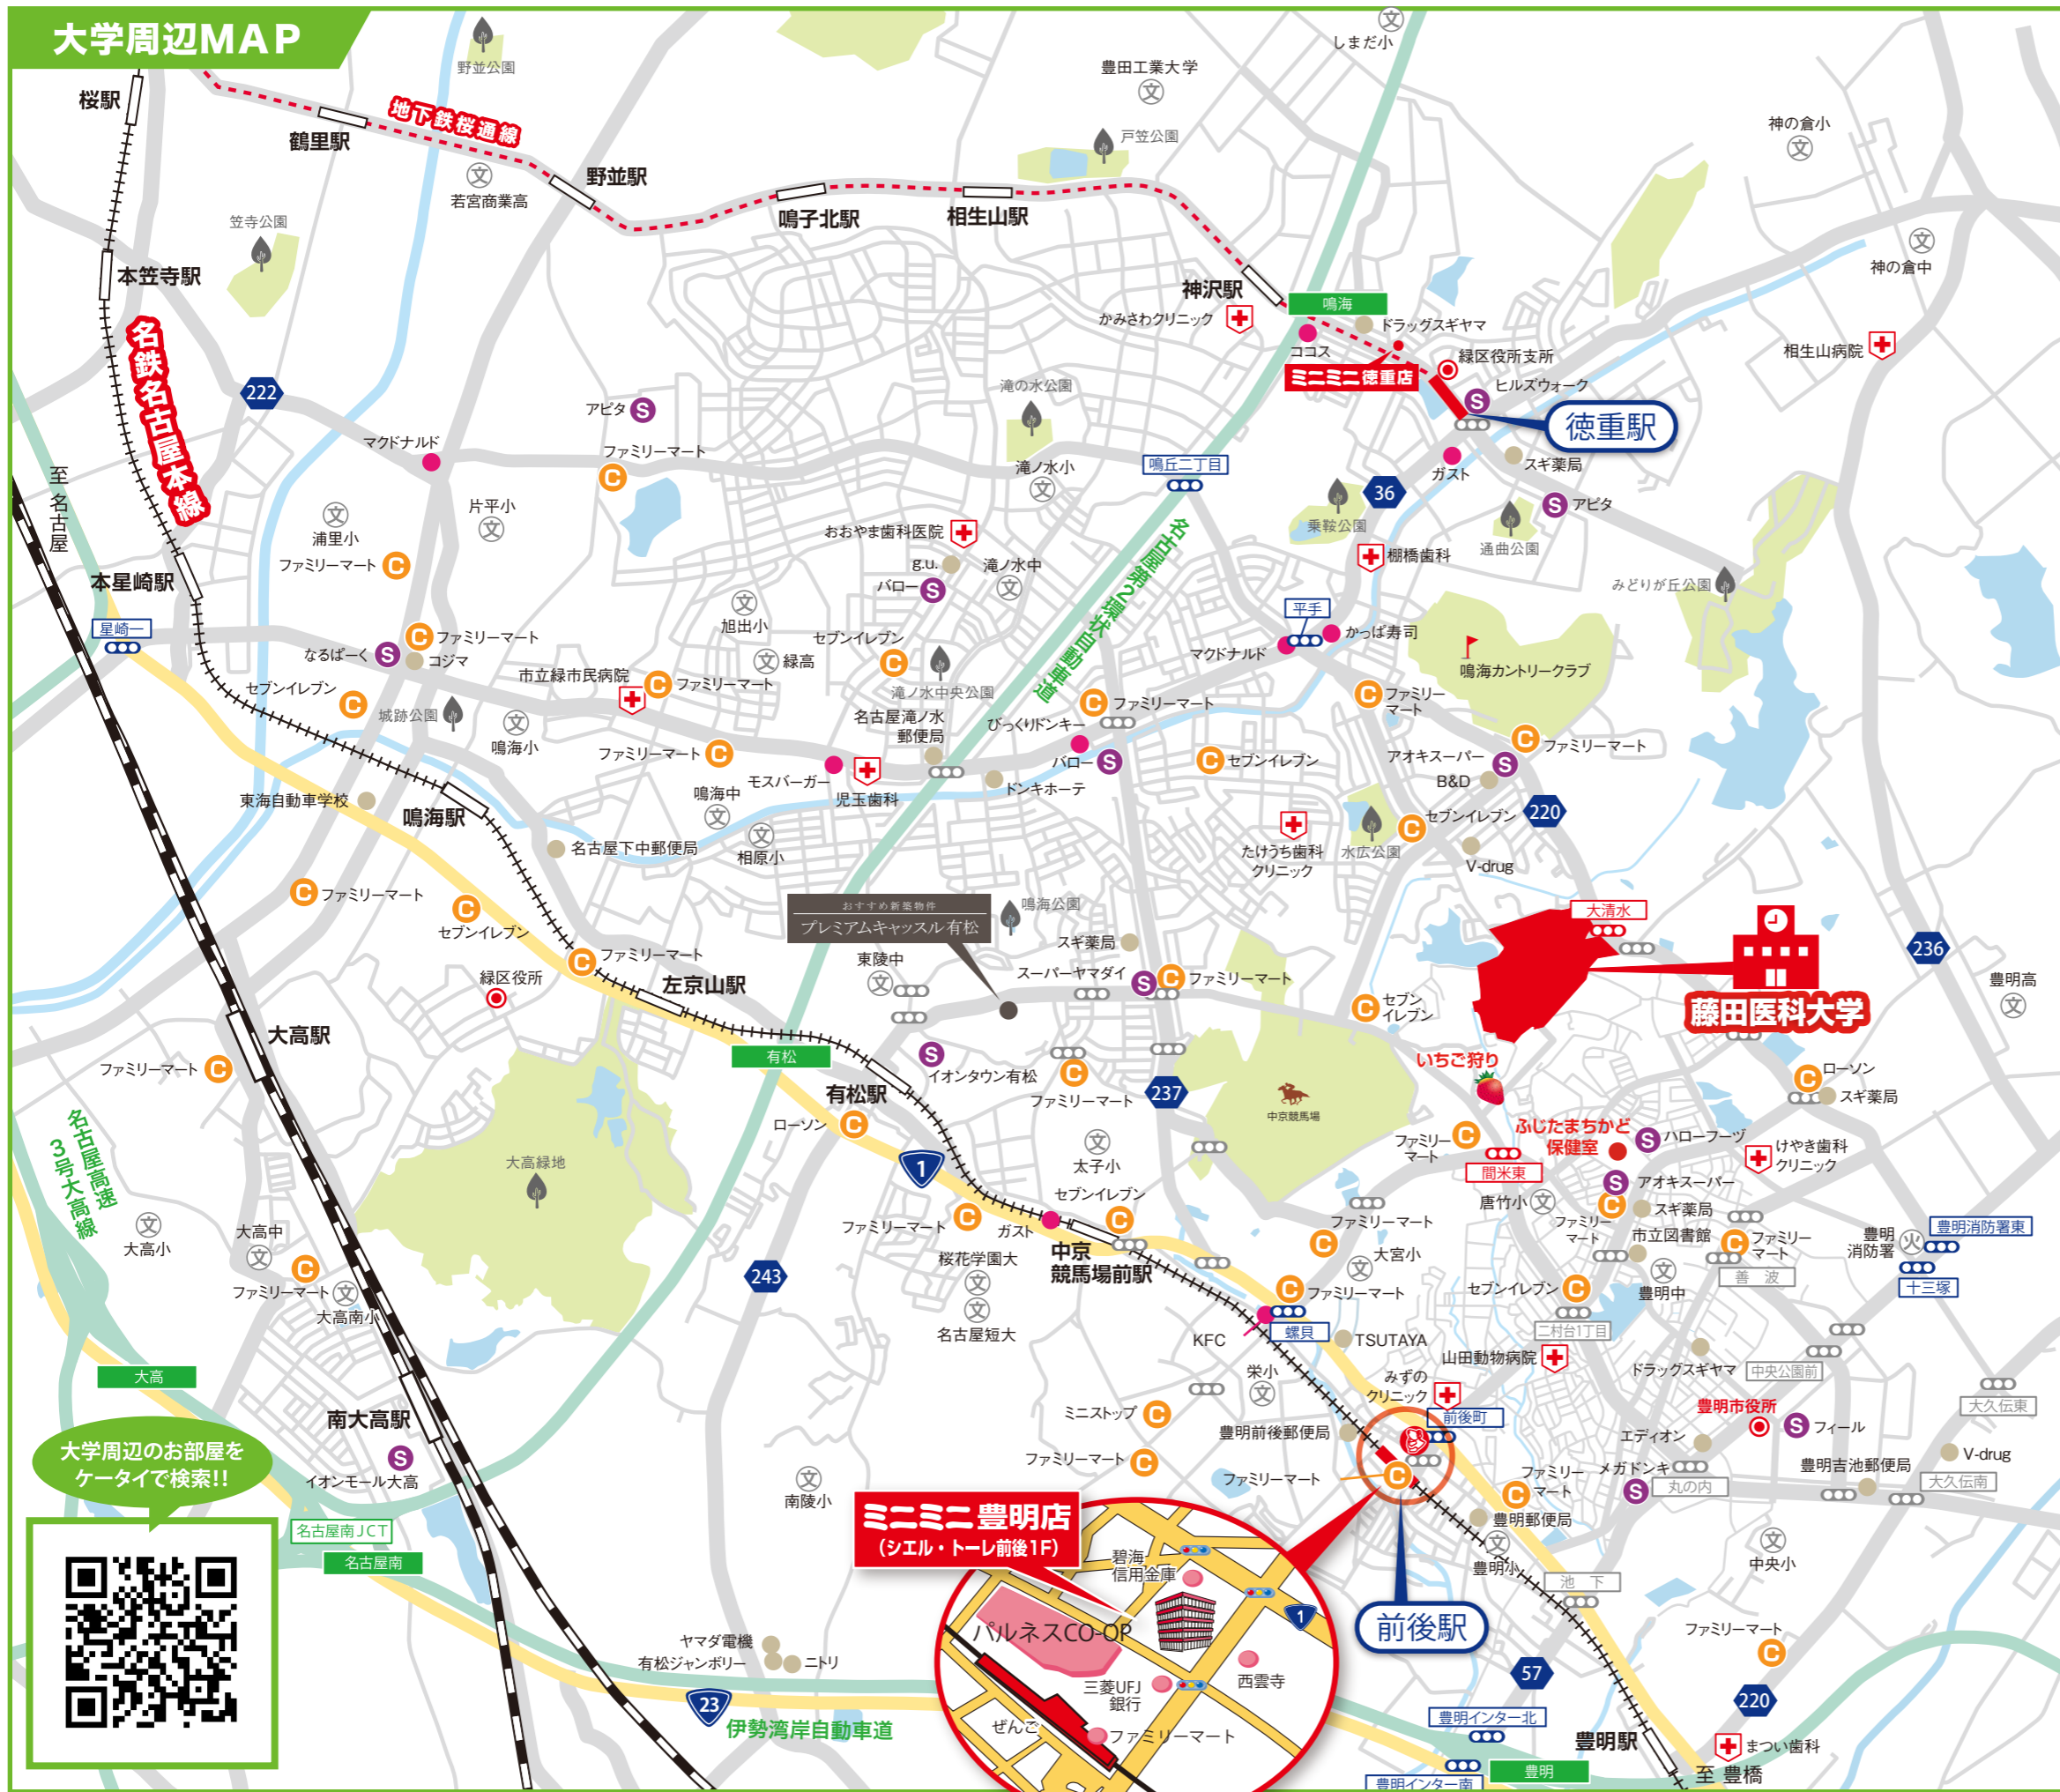 大学周辺MAP
野並公園
しまだ小
桜駅
地下鉄桜通線
鶴里駅
豊田工業大学
神の倉小
戸笠公園
若宮商業高
野並駅
鳴子北駅
相生山駅
笠寺公園
神の倉中
本笠寺駅
神沢駅
鳴海
かみさわクリニック
ドラッグスギヤマ
ココス
緑区役所支所
相生山病院
ミニミニ徳重店
ヒルズウォーク
名鉄名古屋本線
222
滝の水公園
アピタ
徳重駅
マクドナルド
ファミリーマート
至 名古屋
滝ノ水小
鳴丘二丁目
ガスト
スギ薬局
36
片平小
浦里小
アピタ
乗鞍公園
通曲公園
おおやま歯科医院
名古屋第2環状自動車道
棚橋歯科
ファミリーマート
g.u.
滝ノ水中
本星崎駅
バロー
みどりが丘公園
星崎一
旭出小
平手
かっぱ寿司
ファミリーマート
セブンイレブン
なるぱーく
コジマ
緑高
マクドナルド
鳴海カントリークラブ
市立緑市民病院
ファミリーマート
セブンイレブン
城跡公園
滝ノ水中央公園
ファミリーマート
ファミリー
マート
名古屋滝ノ水
郵便局
びっくりドンキー
鳴海小
ファミリーマート
バロー
セブンイレブン
アオキスーパー
ファミリーマート
モスバーガー
児玉歯科
ドンキホーテ
B&D
東海自動車学校
鳴海駅
鳴海中
220
セブンイレブン
相原小
名古屋下中郵便局
たけうち歯科
クリニック
水広公園
V-drug
ファミリーマート
セブンイレブン
おすすめ新築物件
プレミアムキャッスル有松
鳴海公園
大清水
スギ薬局
236
ファミリーマート
緑区役所
左京山駅
東陵中
スーパーヤマダイ
ファミリーマート
豊明高
セブン
イレブン
藤田医科大学
大高駅
有松
ファミリーマート
イオンタウン有松
いちご狩り
ローソン
有松駅
ファミリーマート
237
中京競馬場
スギ薬局
ローソン
名古屋高速
3号大高線
ファミリー
マート
ふじたまちかど
保健室
ハローフーヅ
大高緑地
1
太子小
間米東
けやき歯科
クリニック
セブンイレブン
アオキスーパー
唐竹小
スギ薬局
ファミリー
マート
市立図書館
ファミリー
マート
大高小
大高中
ファミリーマート
ガスト
ファミリーマート
豊明
消防署
火
豊明消防署東
中京
競馬場前駅
桜花学園大
大宮小
243
善 波
十三塚
ファミリーマート
大高南小
ファミリーマート
セブンイレブン
豊明中
名古屋短大
KFC
螺貝
TSUTAYA
二村台1丁目
山田動物病院
ドラッグスギヤマ
中央公園前
大高
栄小
みずの
クリニック
南大高駅
ミニストップ
前後町
豊明市役所
フィール
大久伝東
豊明前後郵便局
エディオン
大学周辺のお部屋を
ケータイで検索!!
イオンモール大高
ファミリーマート
ファミリーマート
ファミリー
マート
メガドンキ
丸の内
豊明吉池郵便局
V-drug
大久伝南
南陵小
ミニミニ豊明店
(シエル・トーレ前後1F)
豊明郵便局
名古屋南JCT
名古屋南
碧海
信用金庫
豊明小
池 下
中央小
1
パルネスCO-OP
前後駅
ファミリーマート
ヤマダ電機
有松ジャンボリー
ニトリ
三菱UFJ
銀行
西雲寺
57
23
伊勢湾岸自動車道
ぜんご
ファミリーマート
220
豊明インター北
豊明駅
まつい歯科
豊明
豊明インター南
至 豊橋